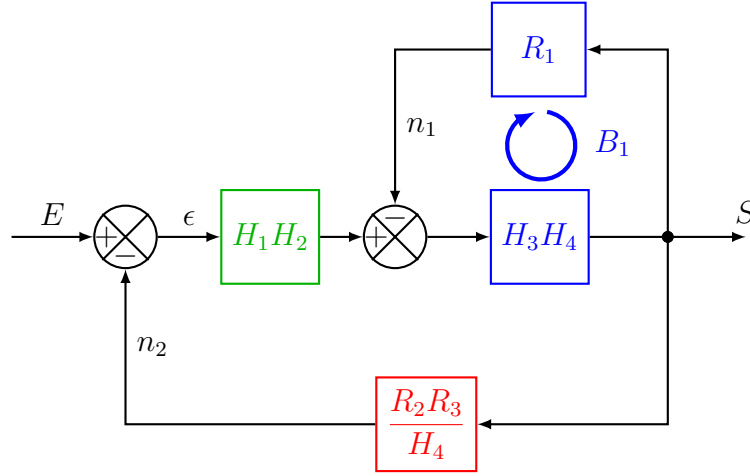 R₁
n₁
B₁
E
+
−
ϵ
H₁H₂
+
−
H₃H₄
S
n₂
R₂R₃
H₄